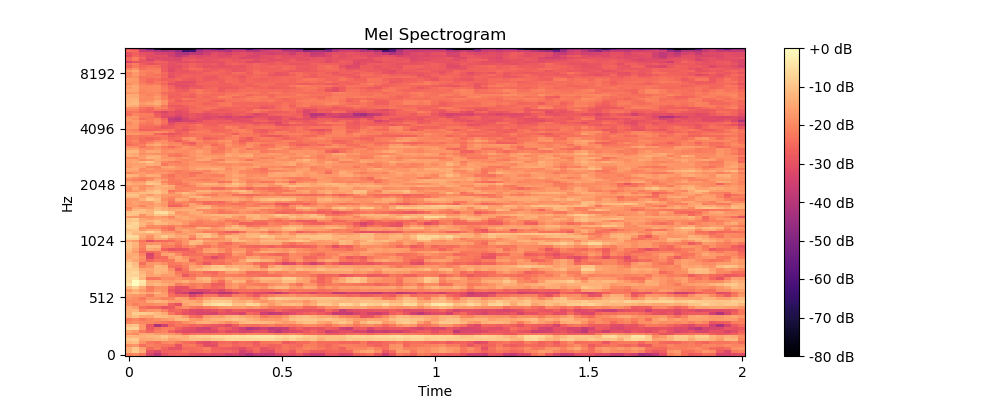 Mel Spectrogram
8192
4096
2048
1024
512
0
Hz
0
0.5
1
1.5
2
Time
+0 dB
-10 dB
-20 dB
-30 dB
-40 dB
-50 dB
-60 dB
-70 dB
-80 dB